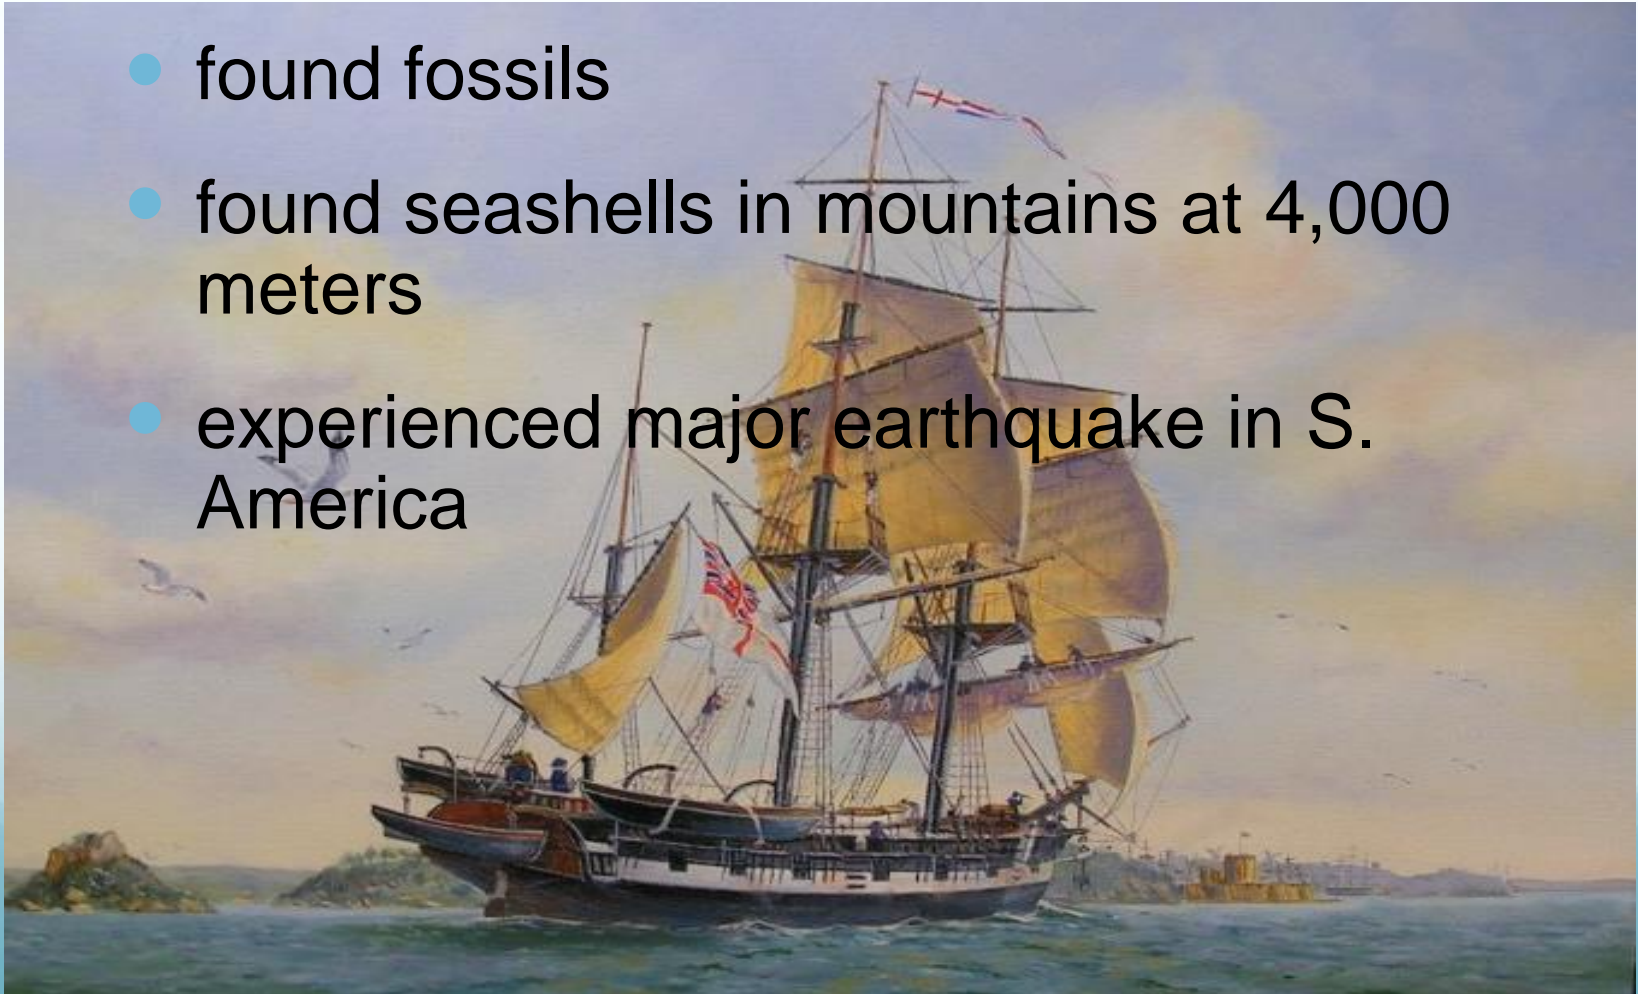 • found fossils
• found seashells in mountains at 4,000
meters
• experienced major earthquake in S.
America